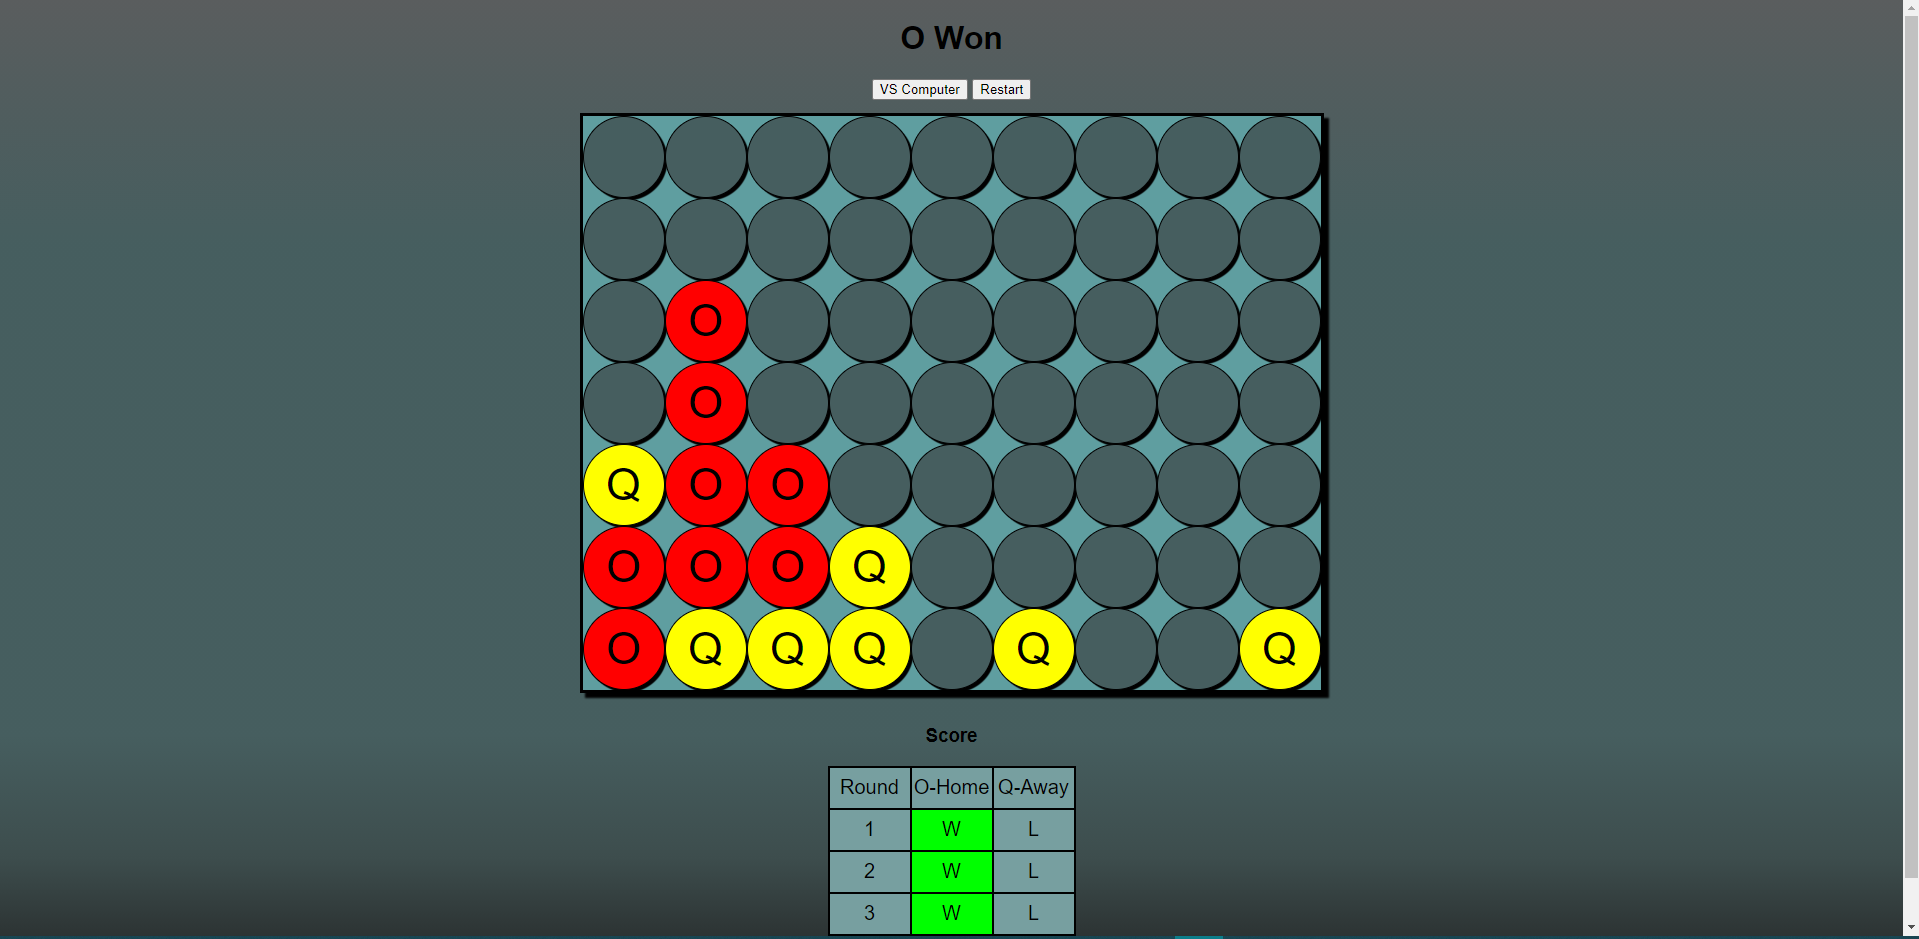 O Won
VS Computer Restart
O
O
Q O O
O O O Q
O Q Q Q Q Q
Score
Round O-Home Q-Away
1 W L
2 W L
3 W L